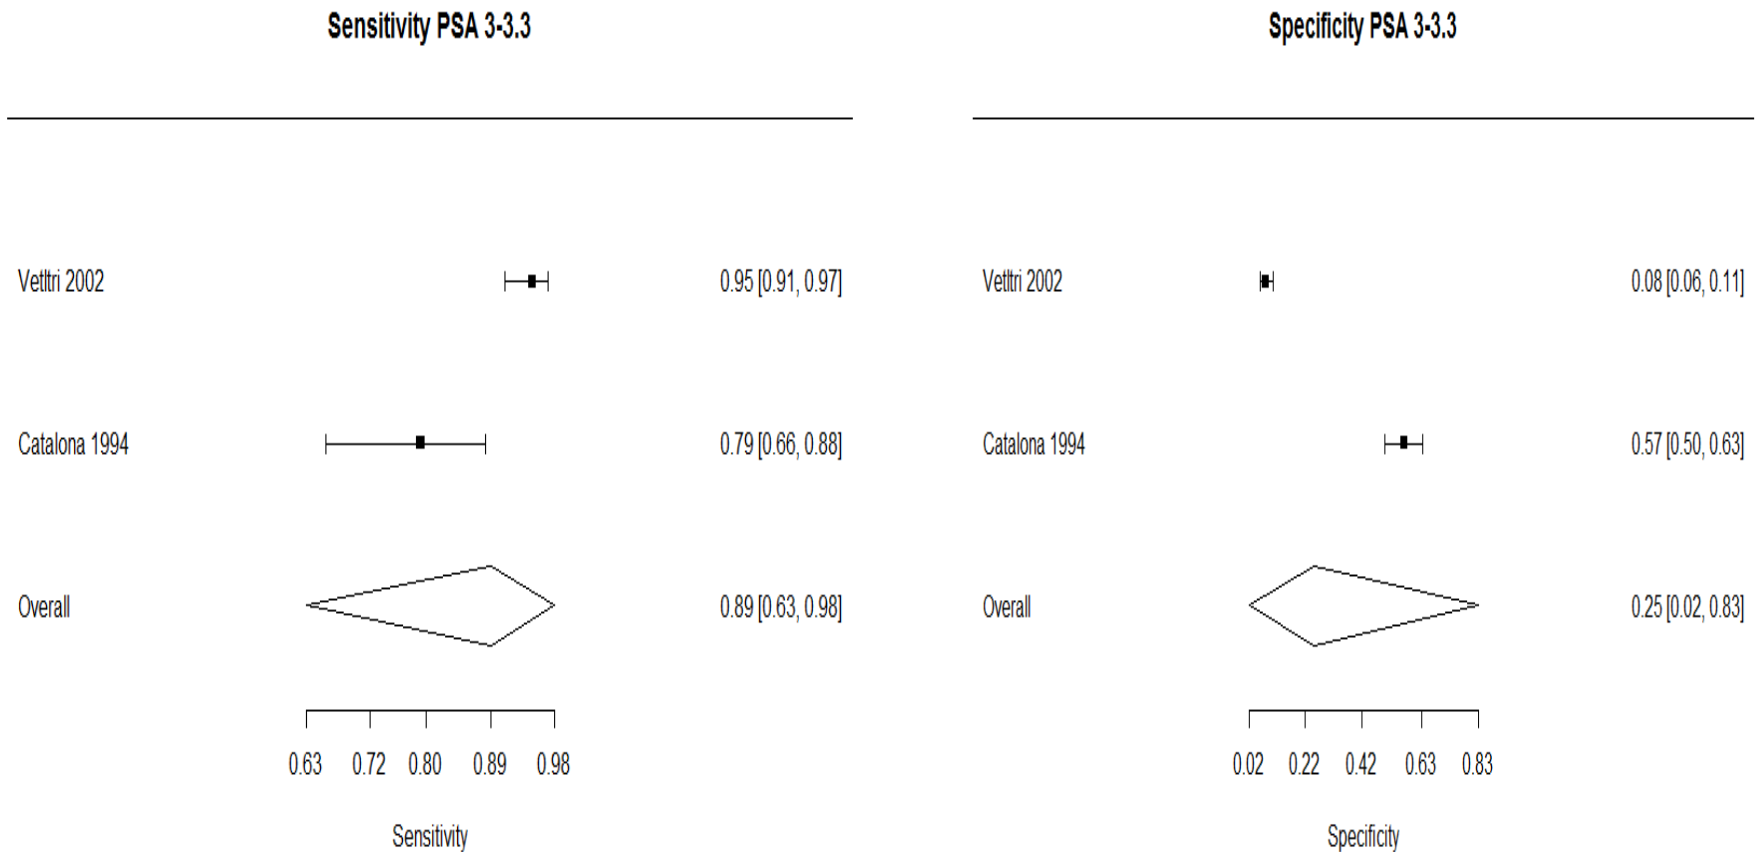 Sensitivity PSA 3-3.3
Vetltri 2002 0.95 [0.91, 0.97]
Catalona 1994 0.79 [0.66, 0.88]
Overall 0.89 [0.63, 0.98]
0.63 0.72 0.80 0.89 0.98
Sensitivity
Specificity PSA 3-3.3
Vetltri 2002 0.08 [0.06, 0.11]
Catalona 1994 0.57 [0.50, 0.63]
Overall 0.25 [0.02, 0.83]
0.02 0.22 0.42 0.63 0.83
Specificity